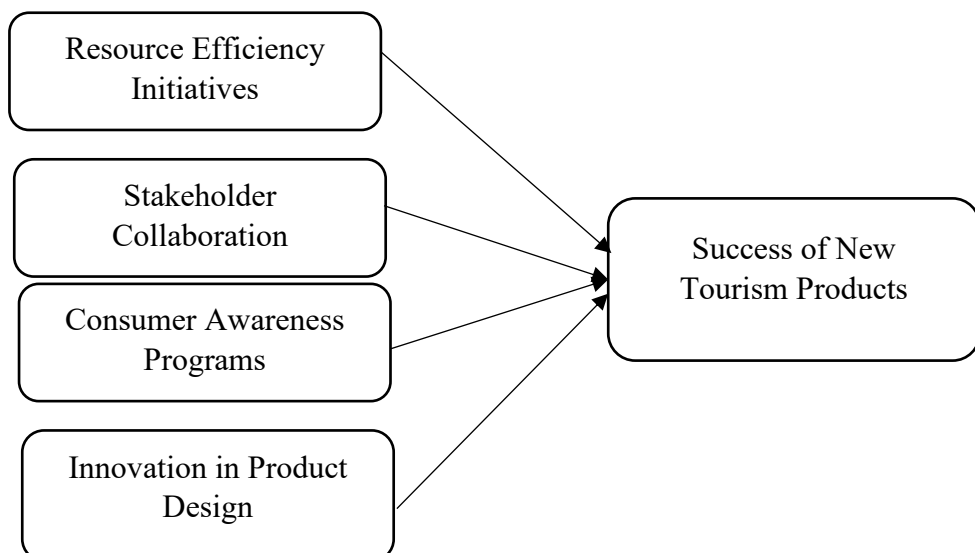 Resource Efficiency
Initiatives
Stakeholder
Collaboration
Consumer Awareness
Programs
Innovation in Product
Design
Success of New
Tourism Products